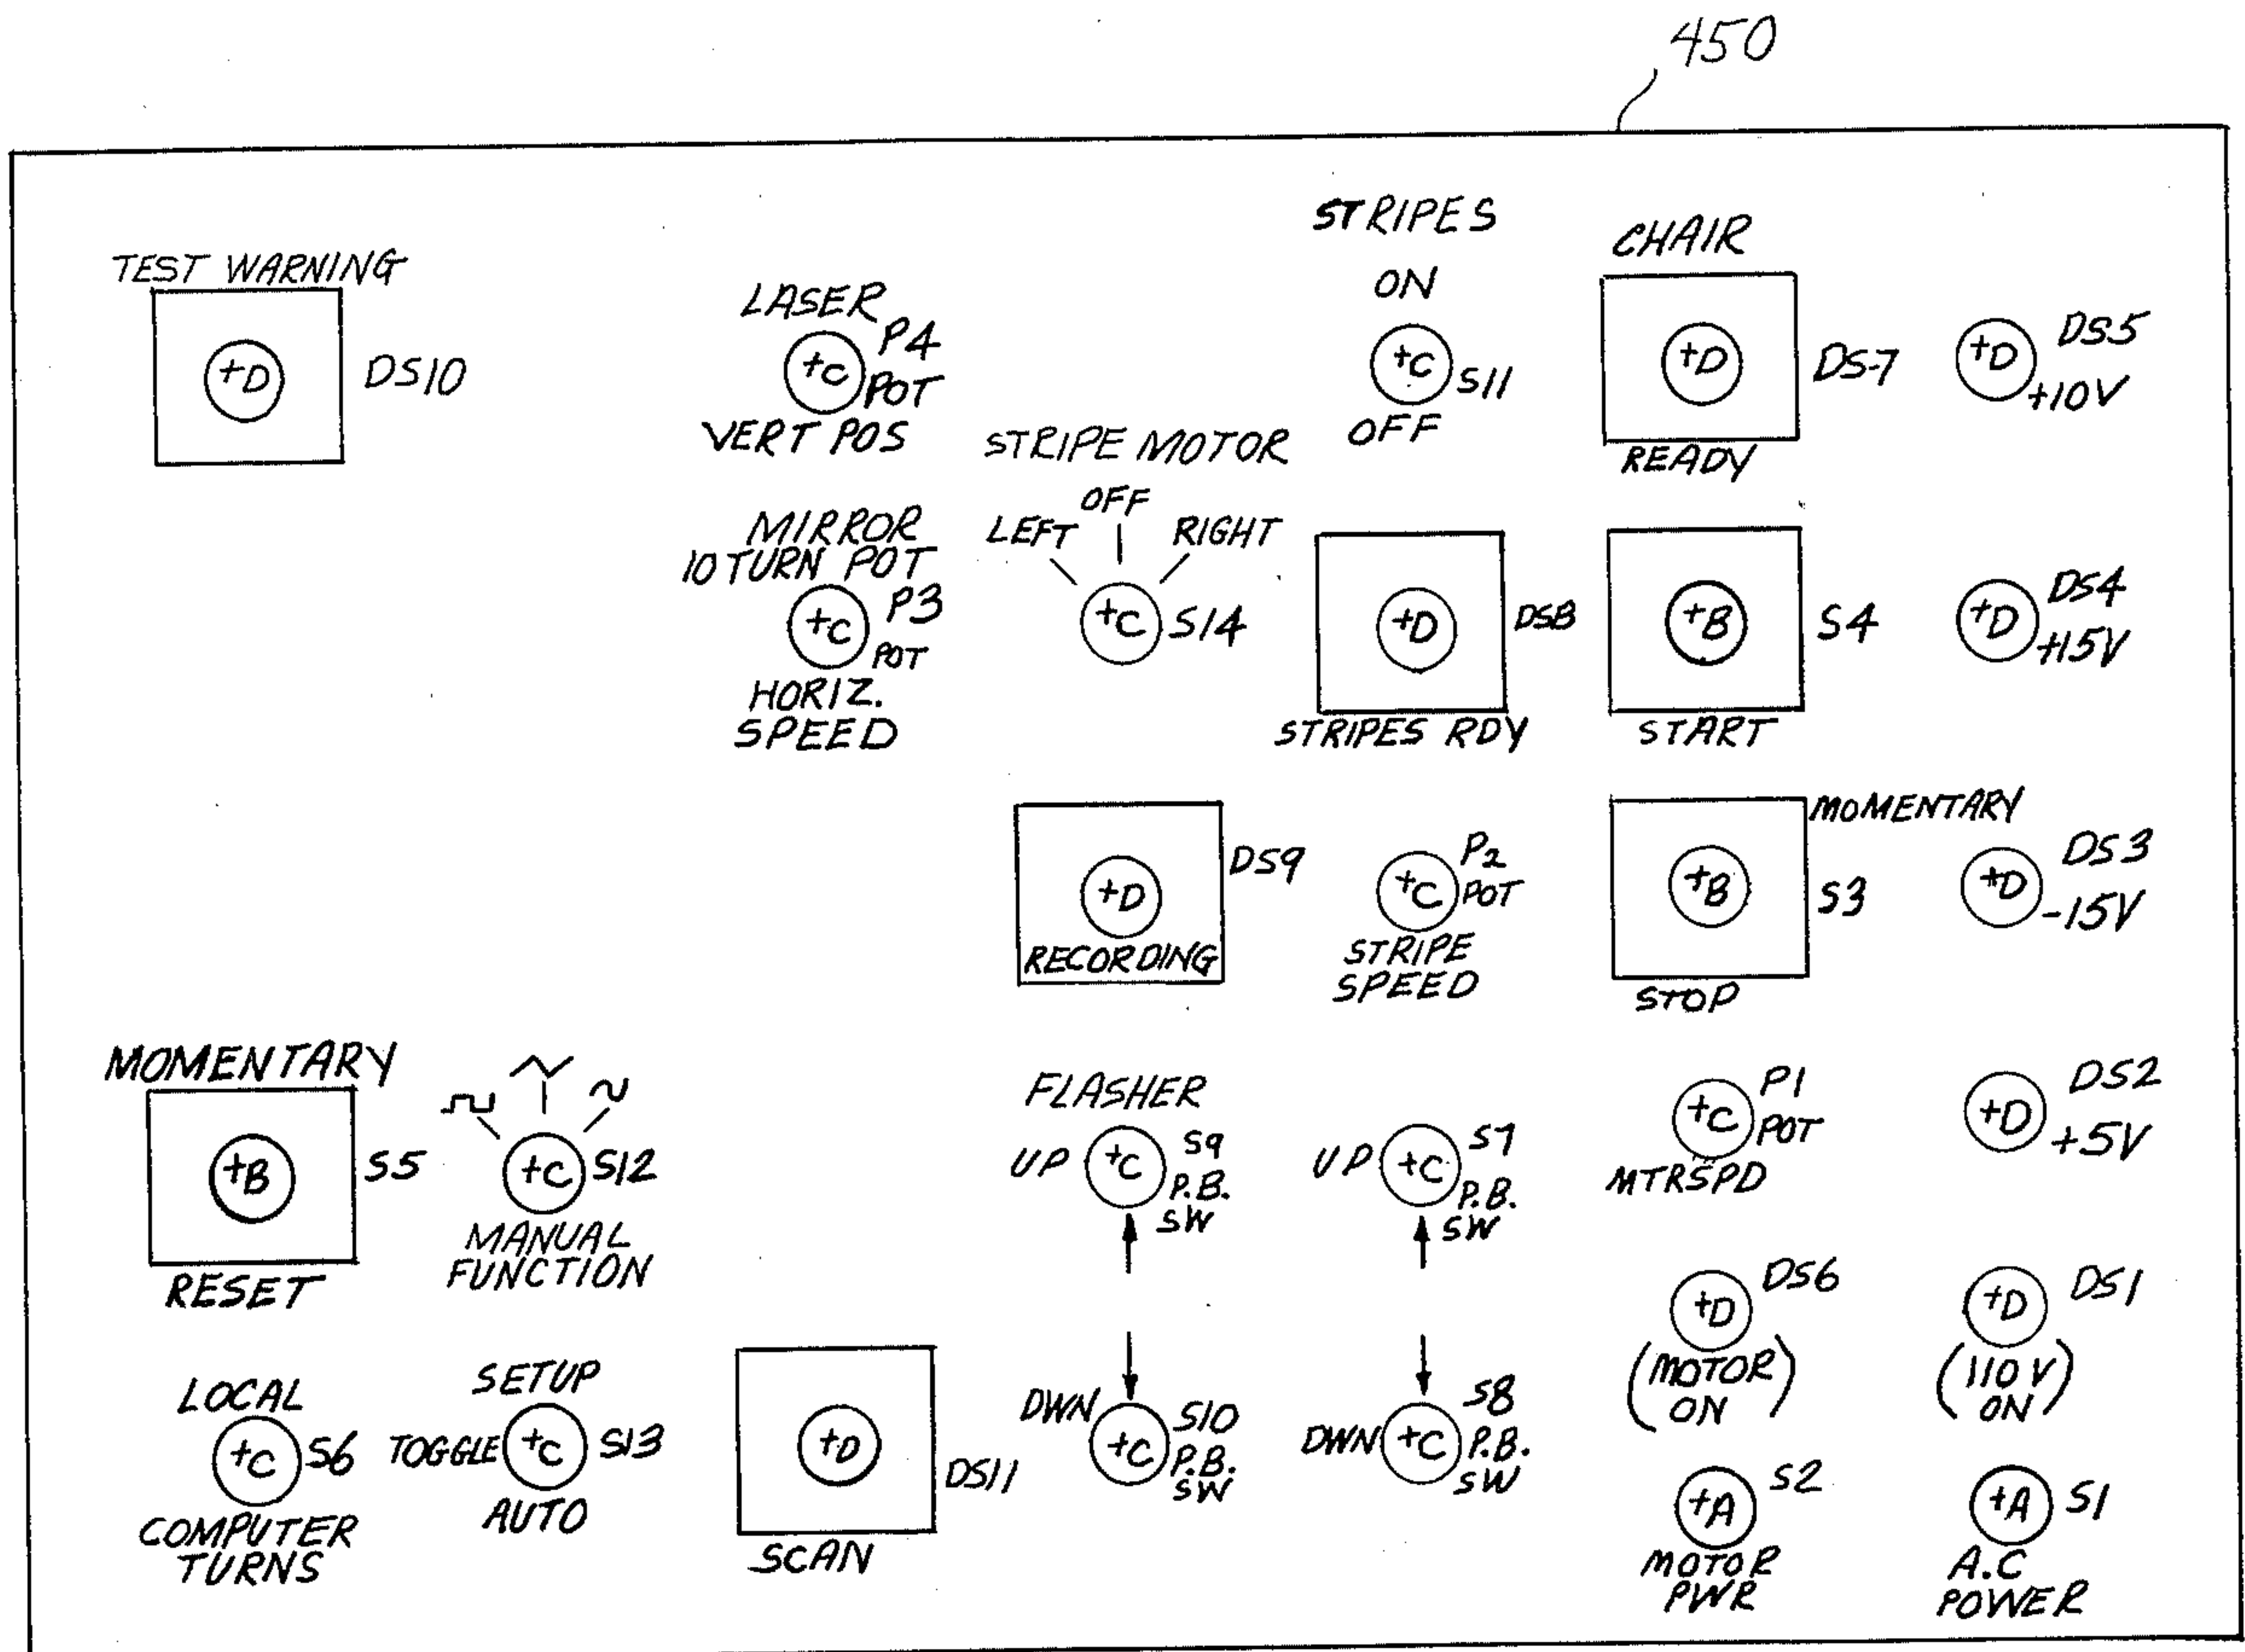 450
TEST WARNING
+D
DS10
LASER
+C
P4
POT
VERT POS
STRIPES
ON
+C
S11
OFF
CHAIR
+D
DS7
READY
+D
DS5
+10V
MIRROR
10 TURN POT
+C
P3
POT
HORIZ.
SPEED
STRIPE MOTOR
LEFT
OFF
RIGHT
+C
S14
+D
DS8
STRIPES RDY
+B
S4
START
+D
DS4
+15V
+D
DS9
RECORDING
+C
P2
POT
STRIPE
SPEED
MOMENTARY
+B
S3
STOP
+D
DS3
-15V
MOMENTARY
+B
S5
RESET
+C
S12
MANUAL
FUNCTION
FLASHER
UP
+C
S9
P.B.
SW
UP
+C
S7
P.B.
SW
+C
P1
POT
MTRSPD
+D
DS2
+5V
+D
DS6
(MOTOR
ON)
+D
DS1
(110 V
ON)
LOCAL
+C
S6
COMPUTER
TURNS
SETUP
TOGGLE
+C
S13
AUTO
+D
DS11
SCAN
DWN
+C
S10
P.B.
SW
DWN
+C
S8
P.B.
SW
+A
S2
MOTOR
PWR
+A
S1
A.C
POWER